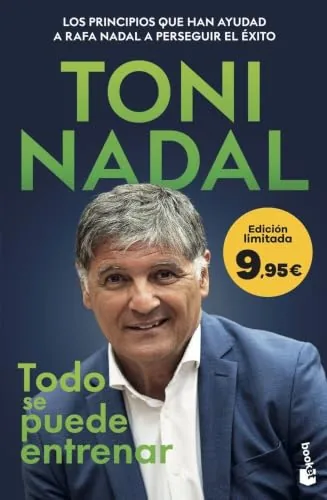 LOS PRINCIPIOS QUE HAN AYUDAD
A RAFA NADAL A PERSEGUIR EL ÉXITO
TONI
NADAL
Edición
limitada
9,95€
Todo
se
puede
entrenar
booket